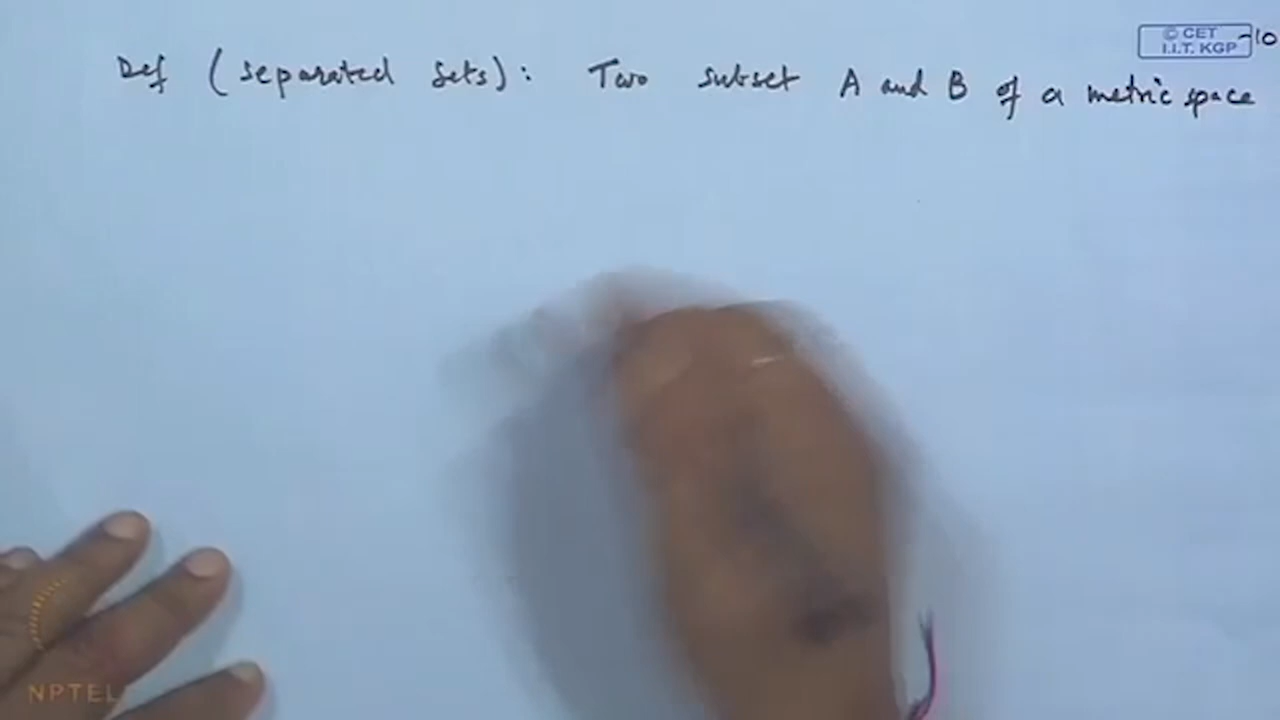 © CET
I.I.T. KGP
-10
Def (separated sets): Two subset A and B of a metric space
NPTEL